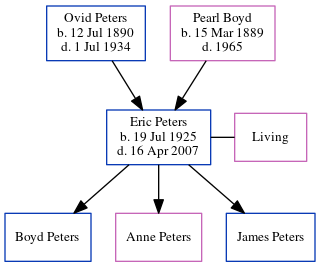 Ovid Peters
b. 12 Jul 1890
d. 1 Jul 1934
Pearl Boyd
b. 15 Mar 1889
d. 1965
Eric Peters
b. 19 Jul 1925
d. 16 Apr 2007
Living
Boyd Peters
Anne Peters
James Peters